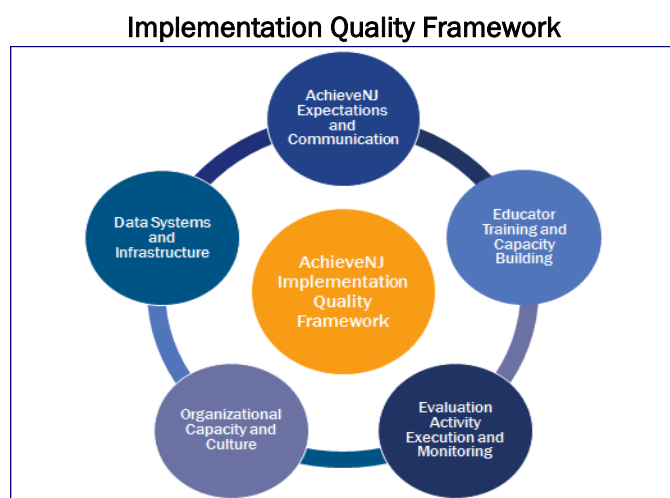 Implementation Quality Framework
AchieveNJ
Expectations
and
Communication
Educator
Training and
Capacity
Building
Evaluation
Activity
Execution and
Monitoring
Organizational
Capacity and
Culture
Data Systems
and
Infrastructure
AchieveNJ
Implementation
Quality
Framework